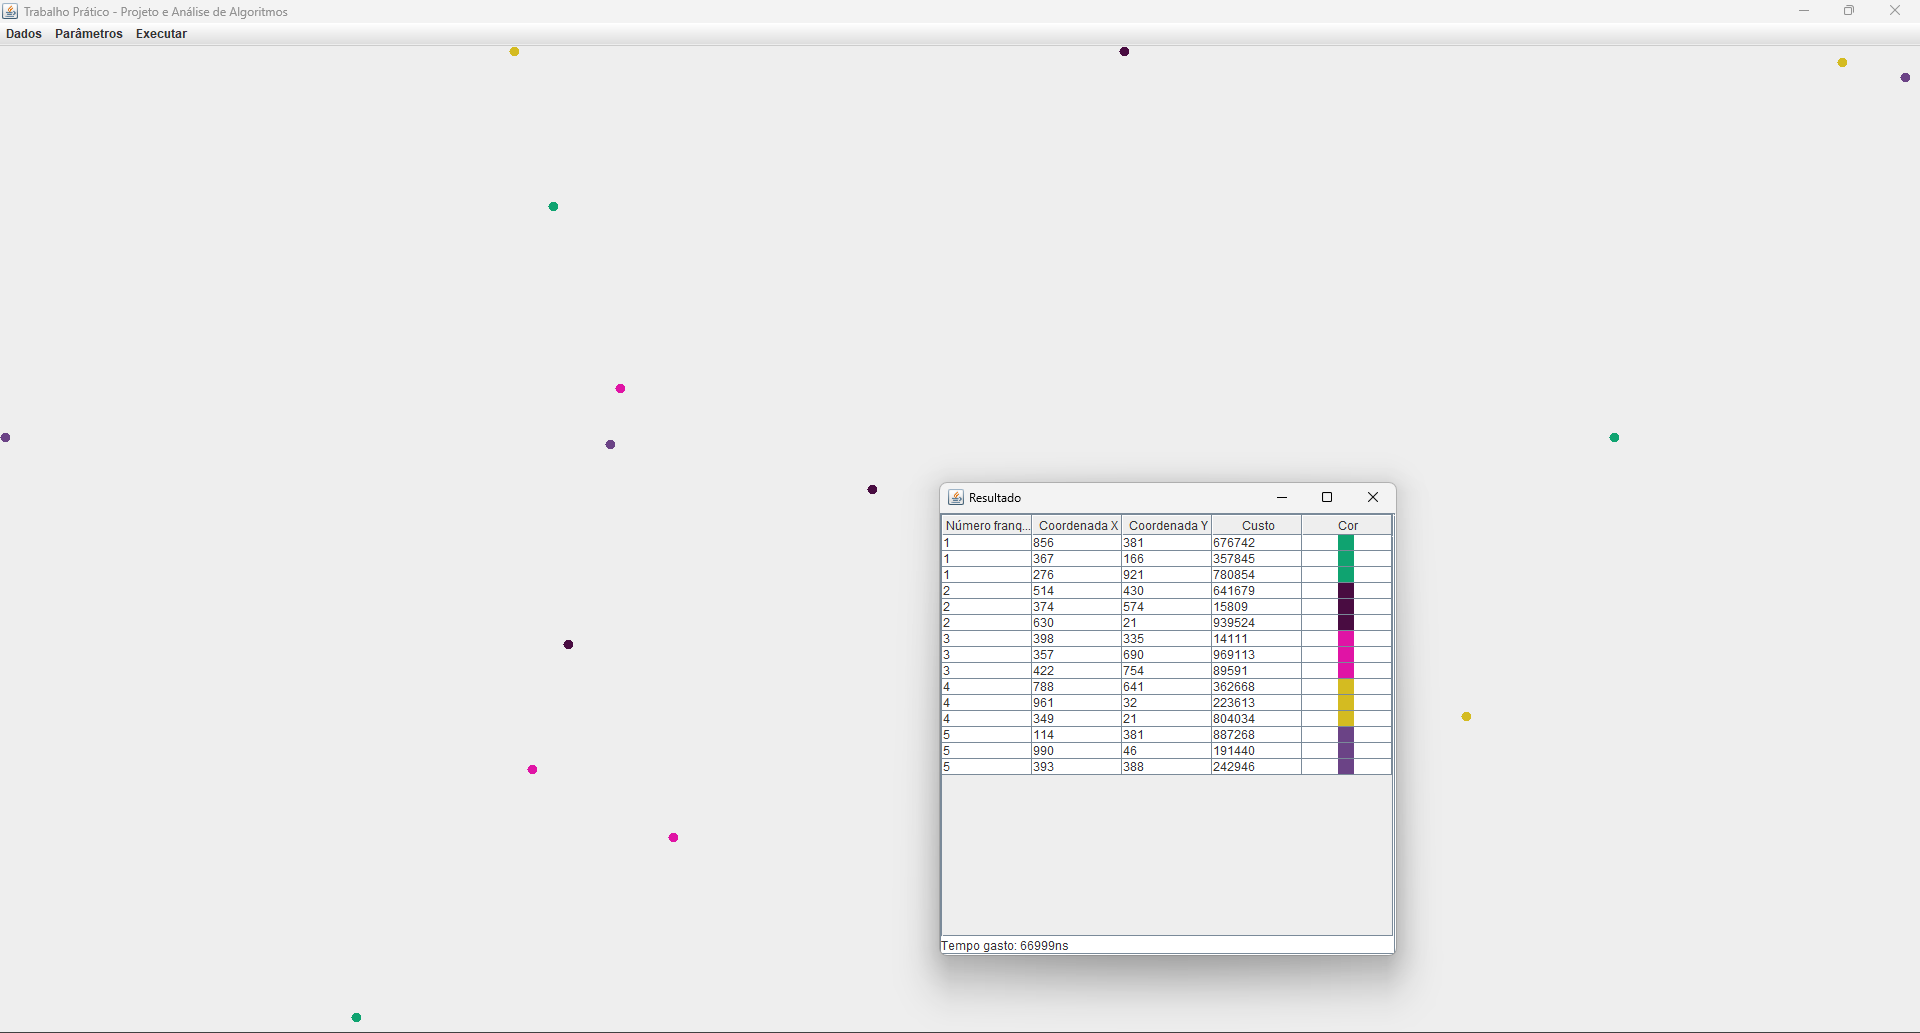 Trabalho Prático - Projeto e Análise de Algoritmos
Dados Parâmetros Executar
Resultado
Número franq... Coordenada X Coordenada Y Custo Cor
1 856 381 676742
1 367 166 357845
1 276 921 780854
2 514 430 641679
2 374 574 15809
2 630 21 939524
3 398 335 14111
3 357 690 969113
3 422 754 89591
4 788 641 362668
4 961 32 223613
4 349 21 804034
5 114 381 887268
5 990 46 191440
5 393 388 242946
Tempo gasto: 66999ns